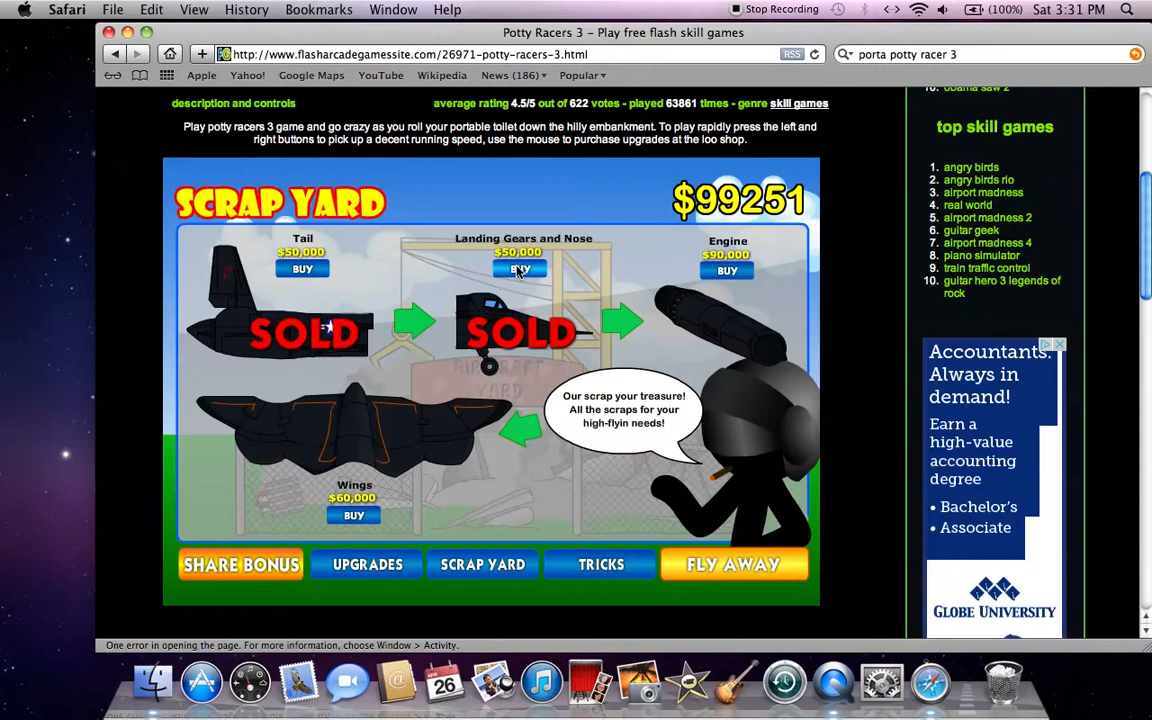 Safari File Edit View History Bookmarks Window Help Stop Recording (100%) Sat 3:31 PM
Potty Racers 3 – Play free flash skill games
http://www.flasharcadegamessite.com/26971-potty-racers-3.html RSS porta potty racer 3
Apple Yahoo! Google Maps YouTube Wikipedia News (186) Popular
description and controls average rating 4.5/5 out of 622 votes - played 63861 times - genre skill games
Play potty racers 3 game and go crazy as you roll your portable toilet down the hilly embankment. To play rapidly press the left and
right buttons to pick up a decent running speed, use the mouse to purchase upgrades at the loo shop.
SCRAP YARD $99251
Tail
$50,000
BUY
SOLD
Landing Gears and Nose
$50,000
BUY
SOLD
Engine
$90,000
BUY
Our scrap your treasure!
All the scraps for your
high-flyin needs!
Wings
$60,000
BUY
SHARE BONUS UPGRADES SCRAP YARD TRICKS FLY AWAY
10. obama saw 2
top skill games
1. angry birds
2. angry birds rio
3. airport madness
4. real world
5. airport madness 2
6. guitar geek
7. airport madness 4
8. piano simulator
9. train traffic control
10. guitar hero 3 legends of
rock
Accountants.
Always in
demand!
Earn a
high-value
accounting
degree
• Bachelor's
• Associate
GLOBE UNIVERSITY
One error in opening the page. For more information, choose Window > Activity.
APR
26